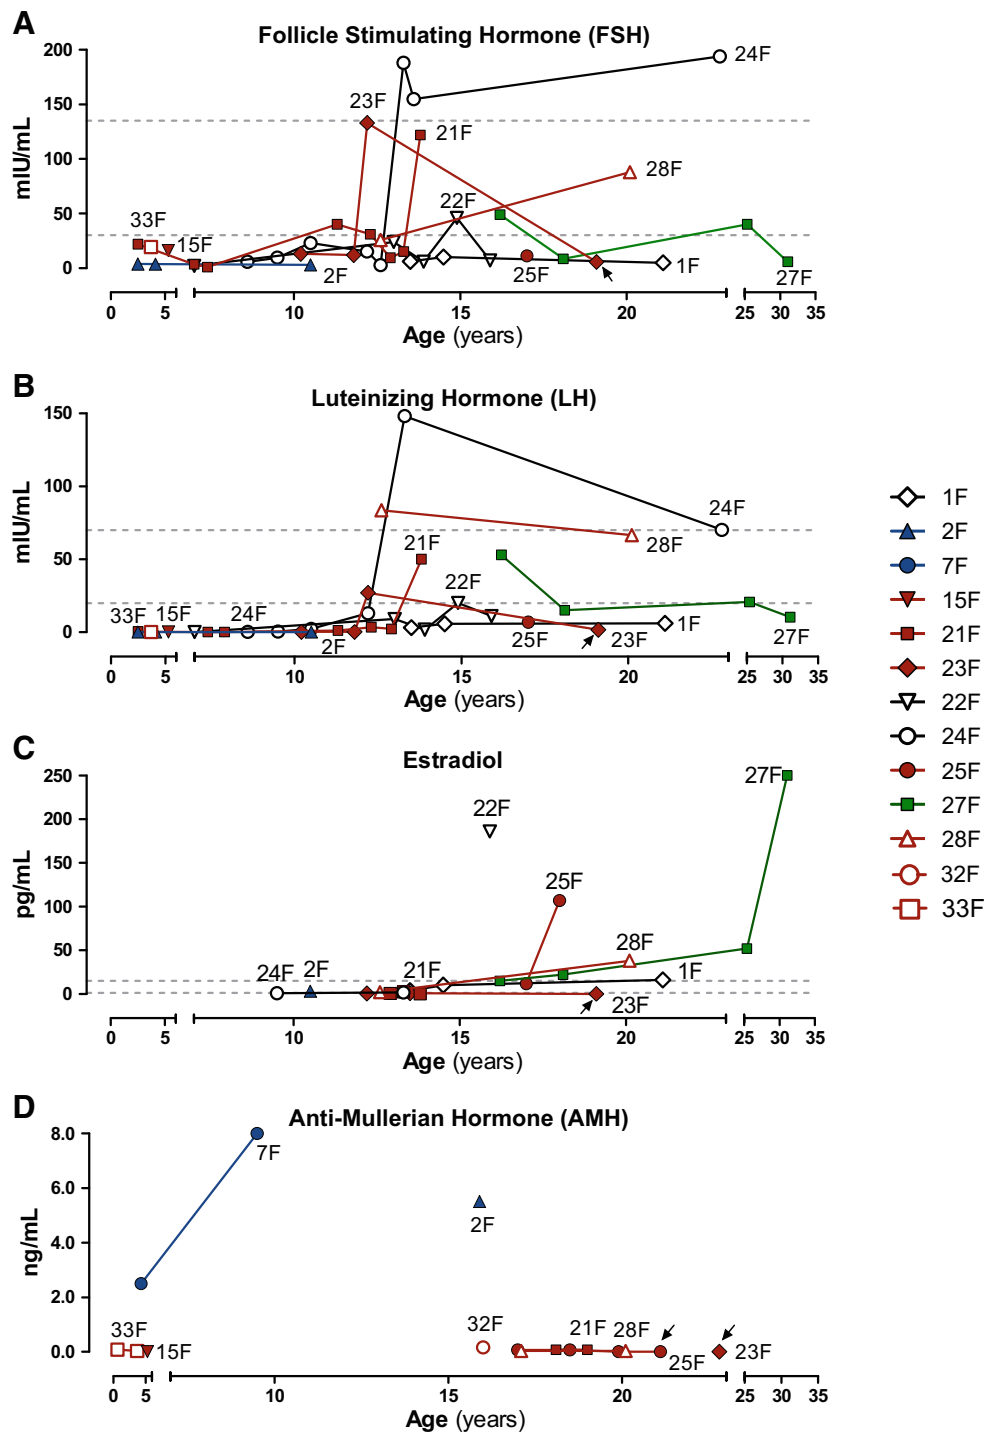 A
Follicle Stimulating Hormone (FSH)
200
150
100
50
0
mIU/mL
24F
23F
21F
28F
22F
33F
15F
2F
25F
1F
27F
0 5 10 15 20 25 30 35
Age (years)
B
Luteinizing Hormone (LH)
150
100
50
0
mIU/mL
24F
28F
21F
22F
33F 15F 24F
2F
25F
23F
1F
27F
0 5 10 15 20 25 30 35
Age (years)
C
Estradiol
250
200
150
100
50
0
pg/mL
27F
22F
25F
28F
24F 2F
21F
1F
23F
0 5 10 15 20 25 30 35
Age (years)
D
Anti-Mullerian Hormone (AMH)
8.0
6.0
4.0
2.0
0.0
ng/mL
7F
2F
33F
15F
32F
21F 28F
25F
23F
0 5 10 15 20 25 30 35
Age (years)
1F
2F
7F
15F
21F
23F
22F
24F
25F
27F
28F
32F
33F